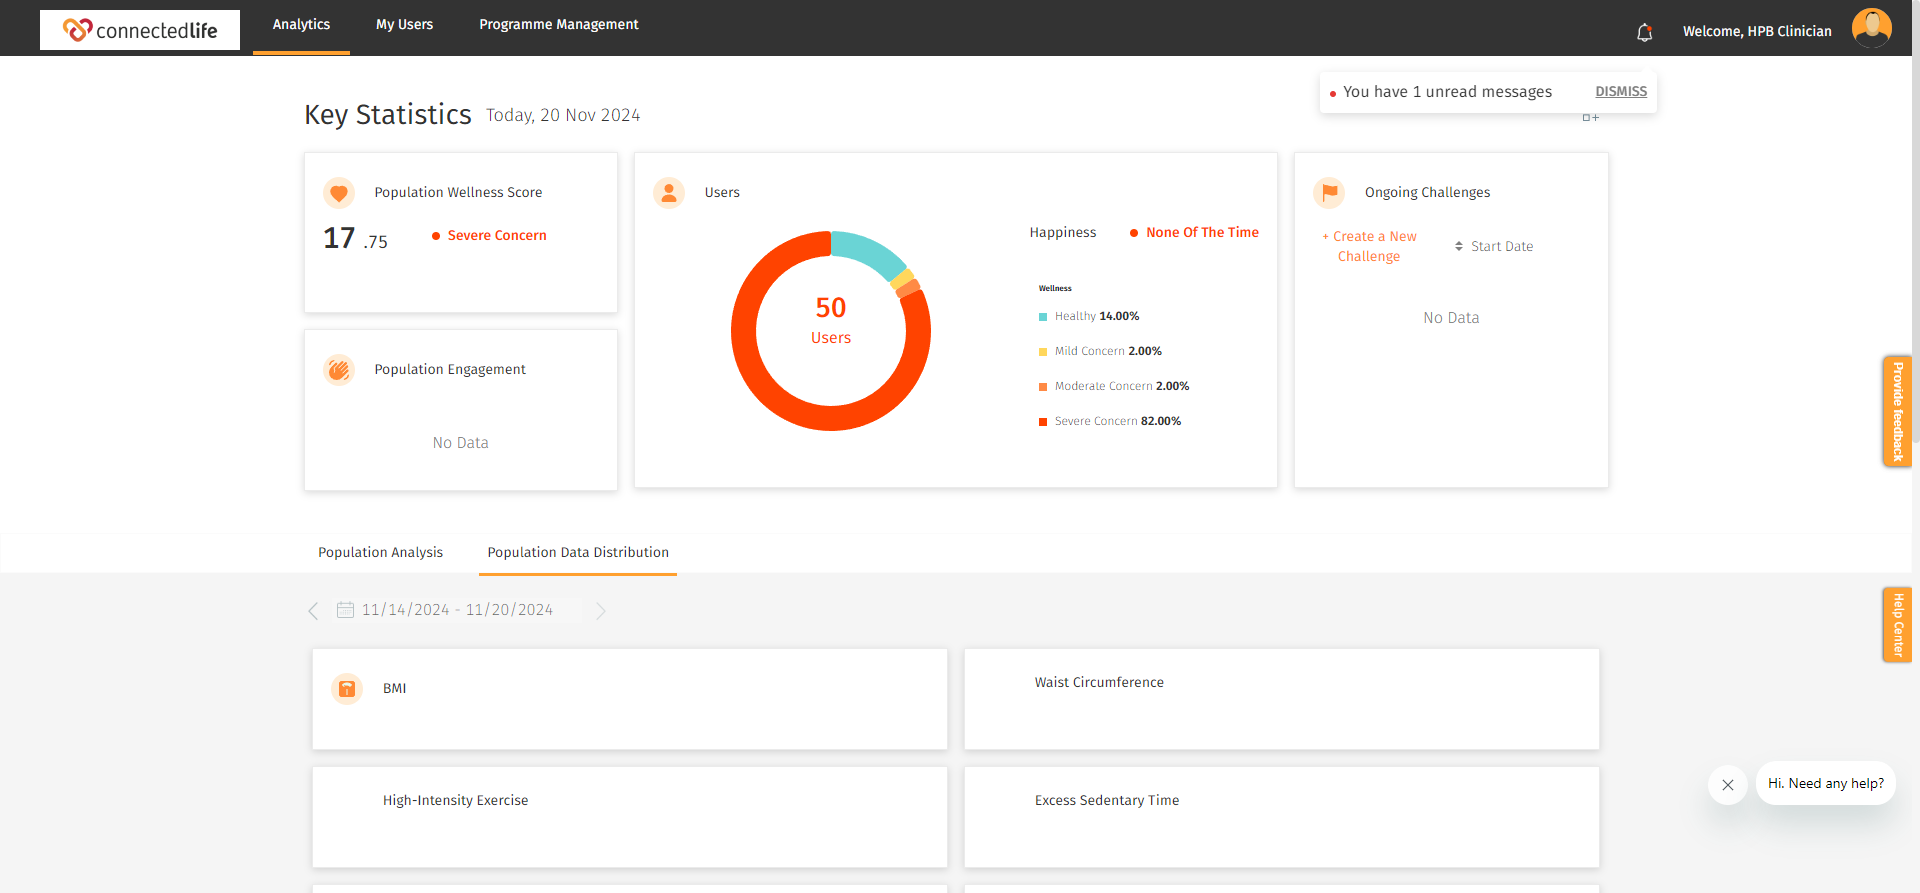 connectedlife
Analytics
My Users
Programme Management
Welcome, HPB Clinician
You have 1 unread messages
DISMISS
Key Statistics
Today, 20 Nov 2024
Population Wellness Score
17 .75
Severe Concern
Population Engagement
No Data
Users
50
Users
Happiness
None Of The Time
Wellness
Healthy 14.00%
Mild Concern 2.00%
Moderate Concern 2.00%
Severe Concern 82.00%
Ongoing Challenges
+ Create a New
Challenge
Start Date
No Data
Provide feedback
Population Analysis
Population Data Distribution
11/14/2024 - 11/20/2024
Help Center
BMI
Waist Circumference
High-Intensity Exercise
Excess Sedentary Time
Hi. Need any help?